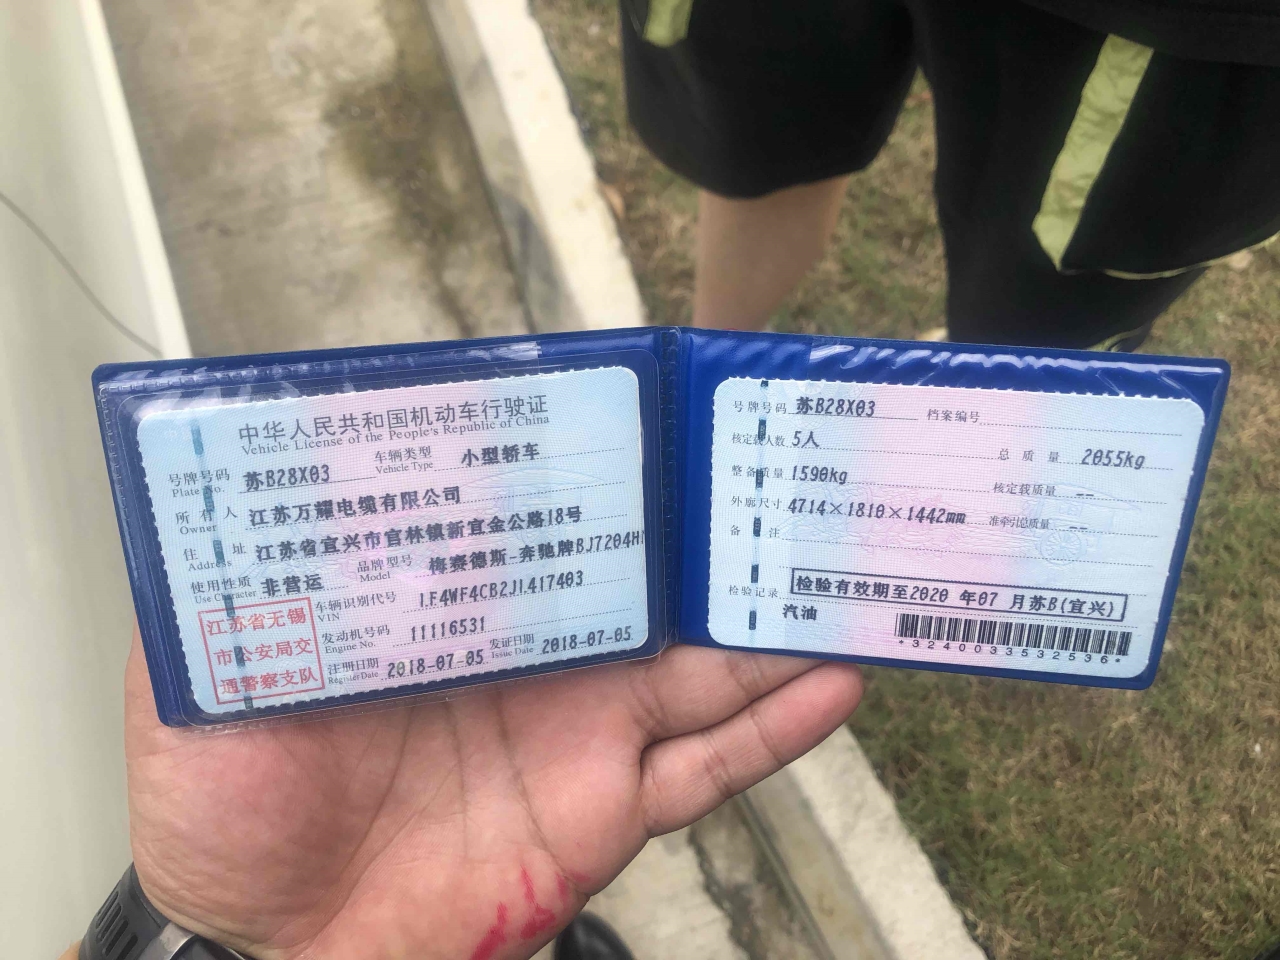 中华人民共和国机动车行驶证
Vehicle License of the People's Republic of China
号牌号码 苏B28X03 车辆类型 小型轿车
Plate No. Vehicle Type
所有人 江苏万耀电缆有限公司
Owner
住址 江苏省宜兴市官林镇新宜金公路18号
Address
使用性质 非营运 品牌型号 梅赛德斯-奔驰牌BJ7204H
Use Character Model
江苏省无锡
市公安局交
通警察支队
车辆识别代号 LF4WF4CB2JL417403
VIN
发动机号码 11116531
Engine No.
注册日期 2018-07-05 发证日期 2018-07-05
Register Date Issue Date
号牌号码 苏B28X03 档案编号
核定载人数 5人 总质量 2055kg
整备质量 1590kg 核定载质量 --
外廓尺寸 4714×1810×1442mm 准牵引总质量 --
备注
检验记录 检验有效期至2020 年07 月苏B(宜兴)
汽油
*3240033532536*